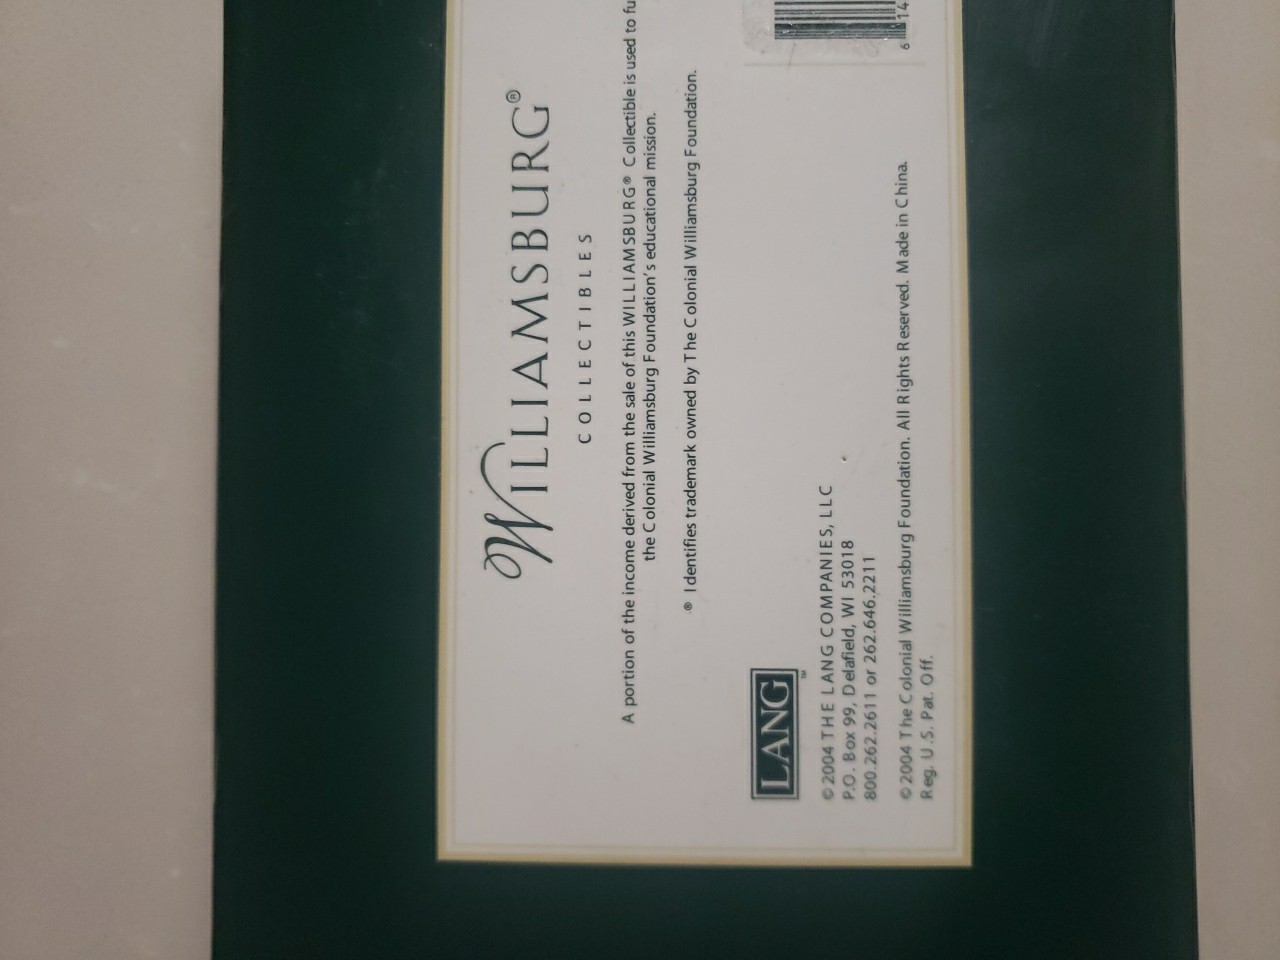 WILLIAMSBURG®
COLLECTIBLES
A portion of the income derived from the sale of this WILLIAMSBURG® Collectible is used to
the Colonial Williamsburg Foundation's educational mission.
® Identifies trademark owned by The Colonial Williamsburg Foundation.
6 14
LANG™
©2004 THE LANG COMPANIES, LLC
P.O. Box 99, Delafield, WI 53018
800.262.2611 or 262.646.2211
©2004 The Colonial Williamsburg Foundation. All Rights Reserved. Made in China.
Reg. U.S. Pat. Off.